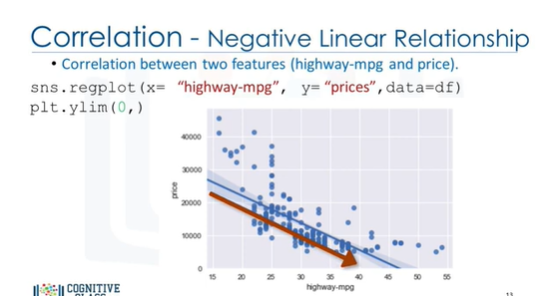 Correlation - Negative Linear Relationship
• Correlation between two features (highway-mpg and price).
sns.regplot(x= “highway-mpg”, y= “prices”,data=df)
plt.ylim(0,)
40000
30000
20000
10000
0
price
15 20 25 30 35 40 45 50 55
highway-mpg
COGNITIVE